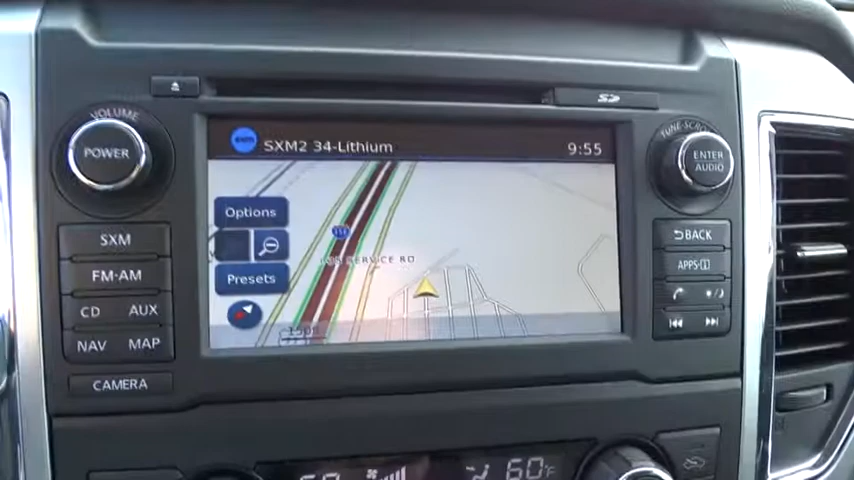 VOLUME
POWER
SXM
FM·AM
CD AUX
NAV MAP
CAMERA
SD
SXM2 34-Lithium 9:55
Options
Presets
SERVICE RD
TUNE·SCROLL
ENTER
AUDIO
BACK
APPS·
60°F